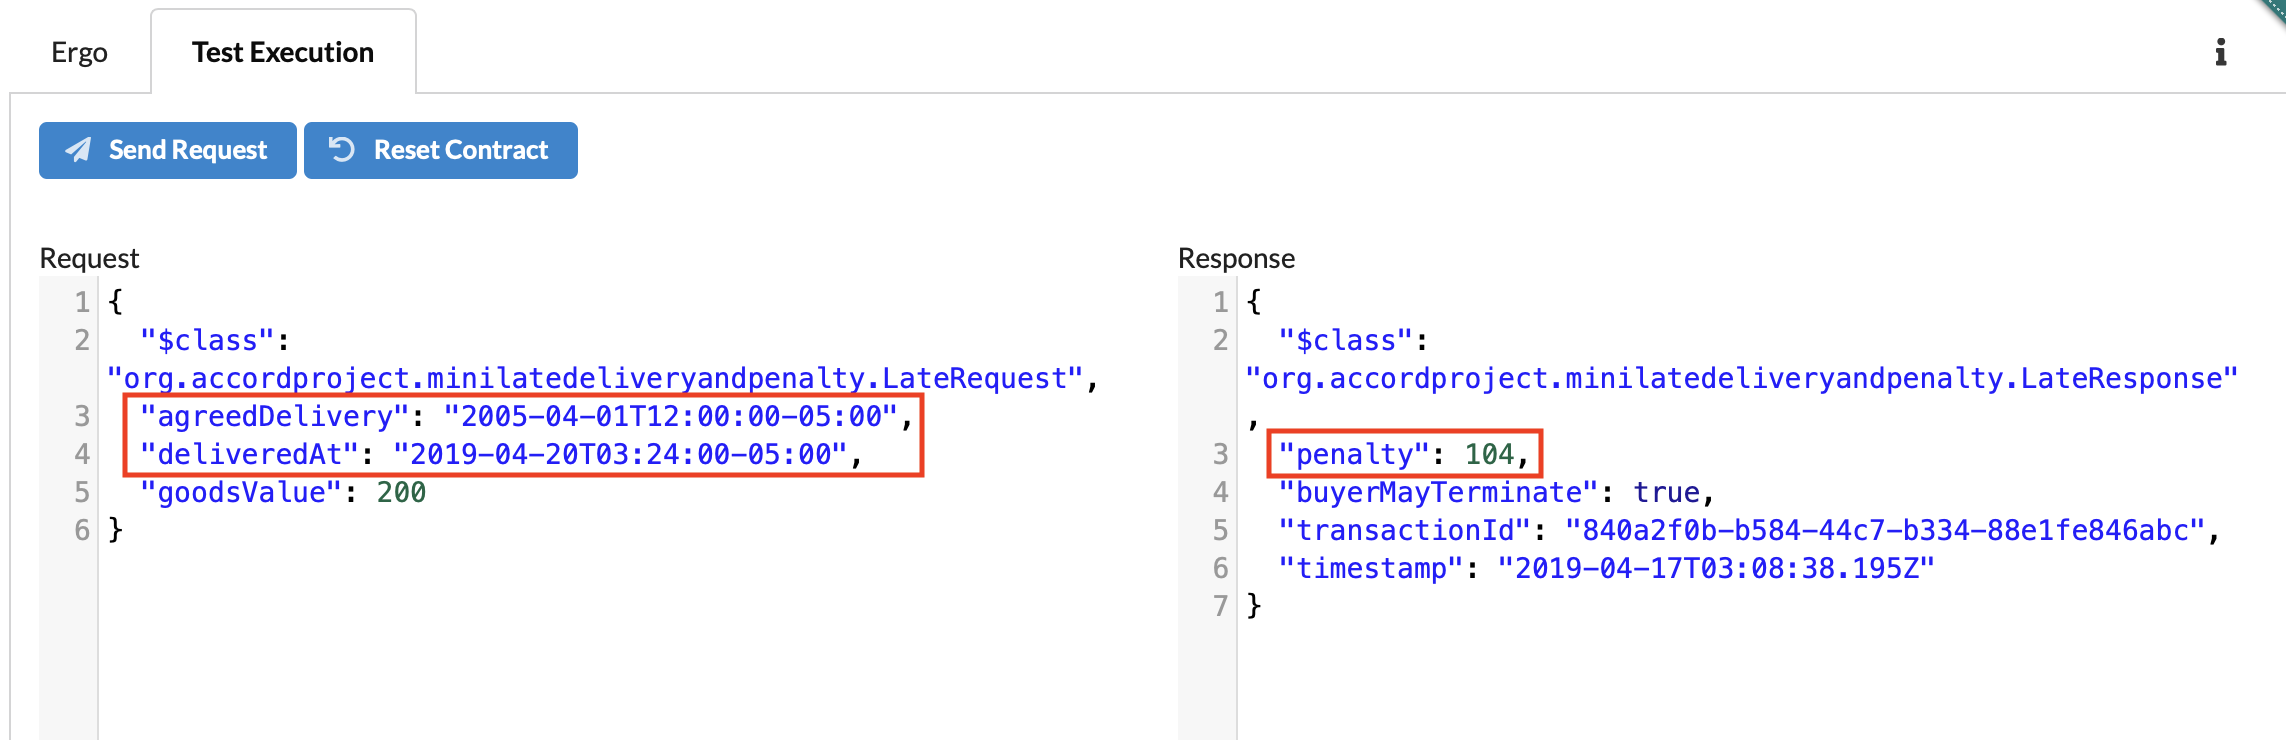 Ergo
Test Execution
Send Request
Reset Contract
Request
1 {
2   "$class":
"org.accordproject.minilatedeliveryandpenalty.LateRequest",
3   "agreedDelivery": "2005-04-01T12:00:00-05:00",
4   "deliveredAt": "2019-04-20T03:24:00-05:00",
5   "goodsValue": 200
6 }
Response
1 {
2   "$class":
"org.accordproject.minilatedeliveryandpenalty.LateResponse"
,
3   "penalty": 104,
4   "buyerMayTerminate": true,
5   "transactionId": "840a2f0b-b584-44c7-b334-88e1fe846abc",
6   "timestamp": "2019-04-17T03:08:38.195Z"
7 }